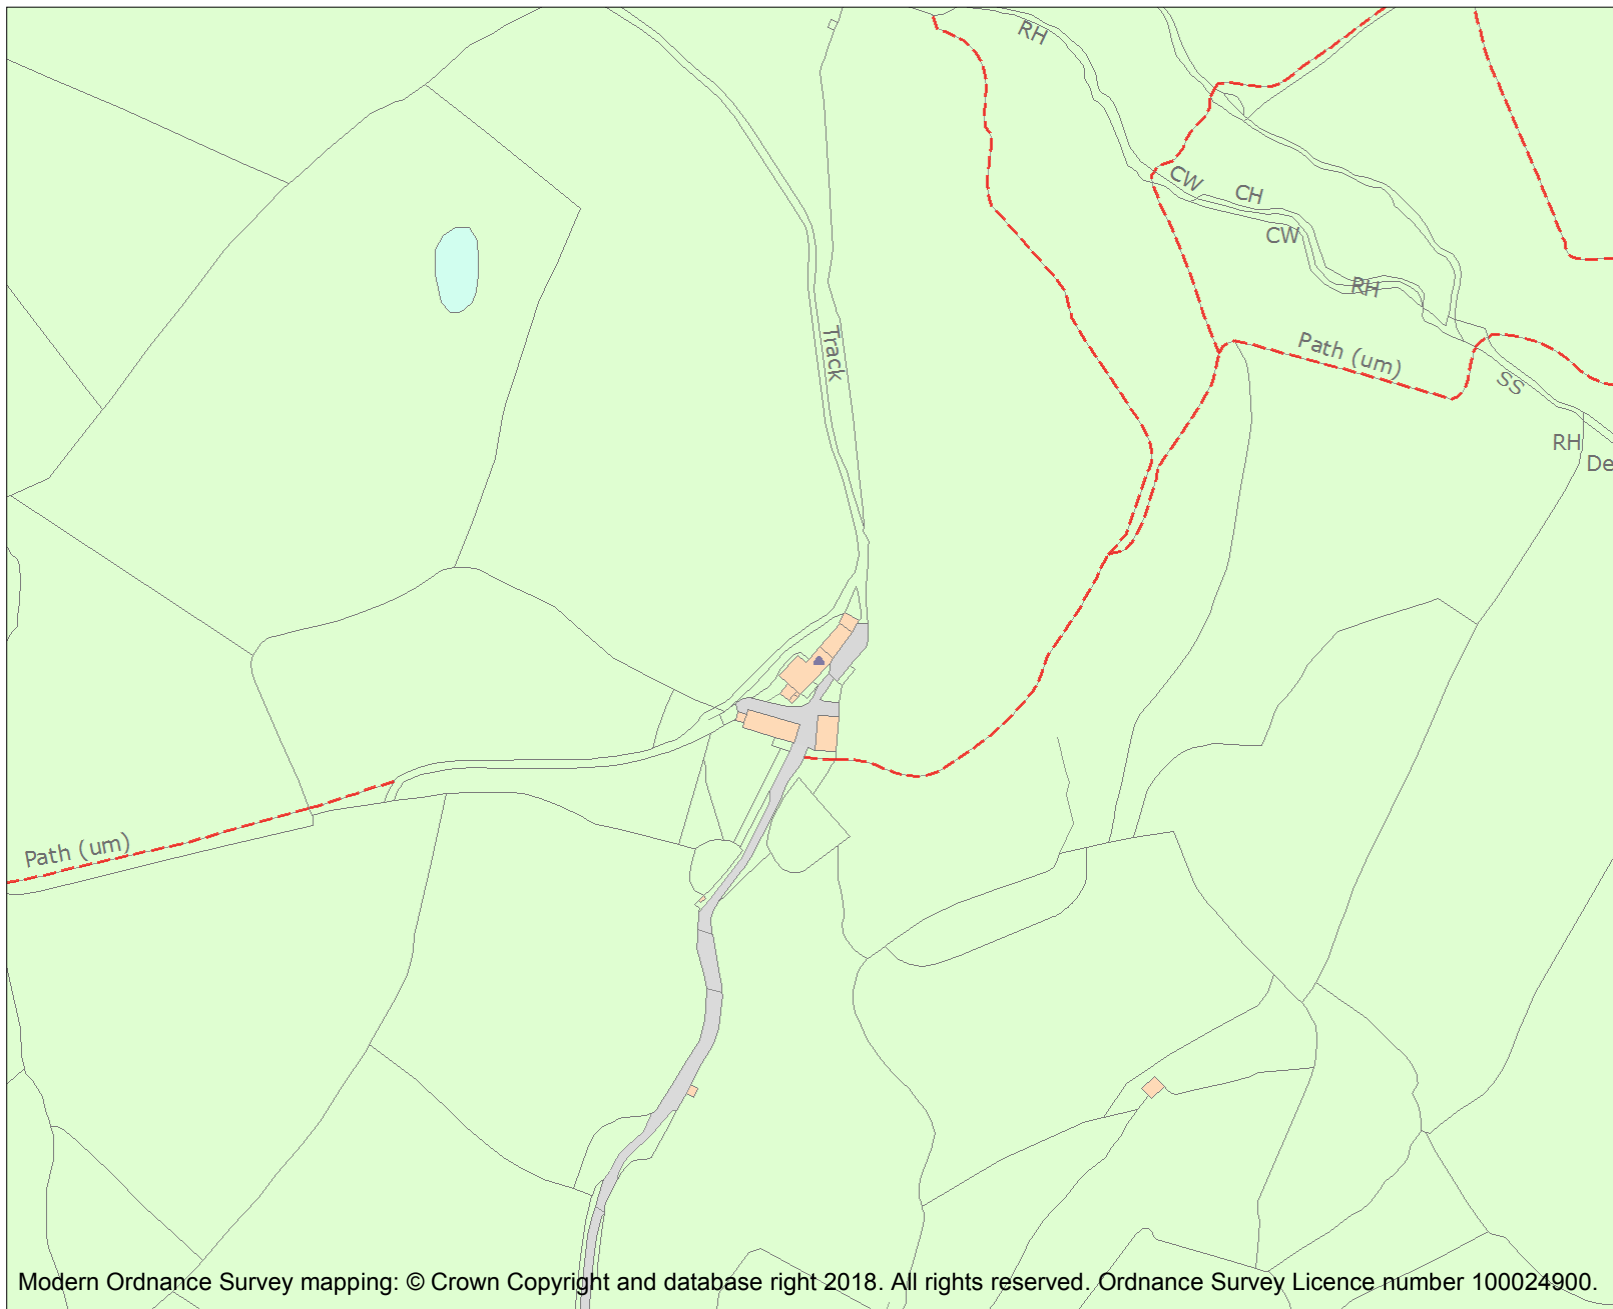 RH
CW
CH
CW
RH
Track
Path (um)
SS
RH
De
Path (um)
Modern Ordnance Survey mapping: © Crown Copyright and database right 2018. All rights reserved. Ordnance Survey Licence number 100024900.